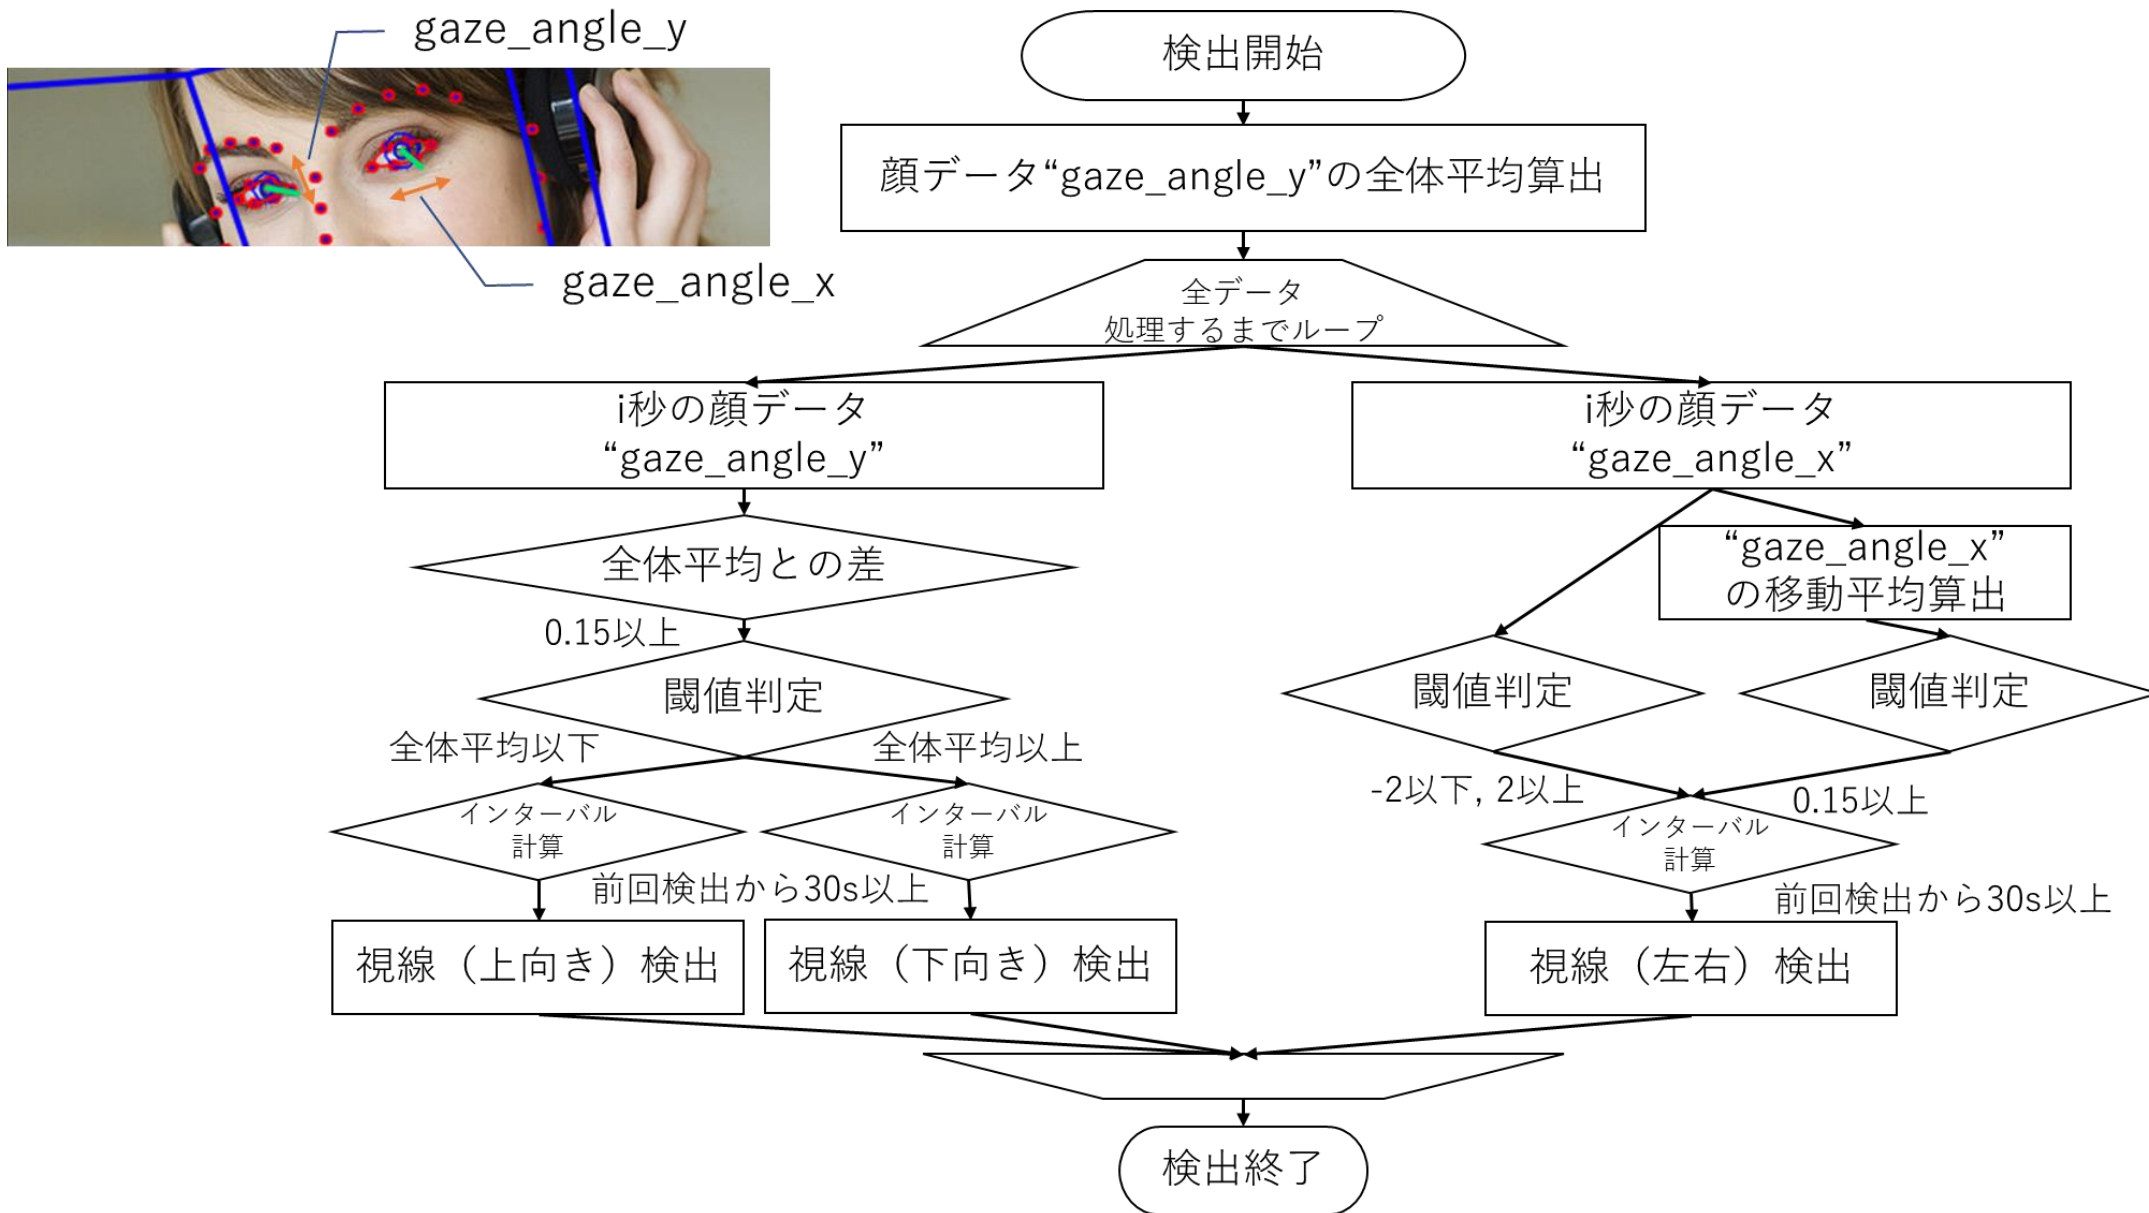 gaze_angle_y
gaze_angle_x
検出開始
顔データ“gaze_angle_y”の全体平均算出
全データ
処理するまでループ
i秒の顔データ
“gaze_angle_y”
全体平均との差
0.15以上
閾値判定
全体平均以下
全体平均以上
インターバル
計算
インターバル
計算
前回検出から30s以上
視線（上向き）検出
視線（下向き）検出
i秒の顔データ
“gaze_angle_x”
“gaze_angle_x”
の移動平均算出
閾値判定
閾値判定
-2以下, 2以上
0.15以上
インターバル
計算
前回検出から30s以上
視線（左右）検出
検出終了